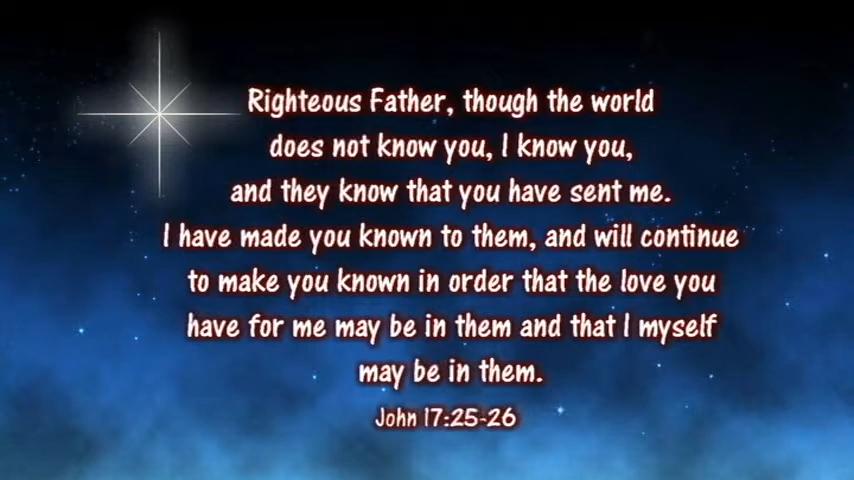 Righteous Father, though the world
does not know you, I know you,
and they know that you have sent me.
I have made you known to them, and will continue
to make you known in order that the love you
have for me may be in them and that I myself
may be in them.
John 17:25-26